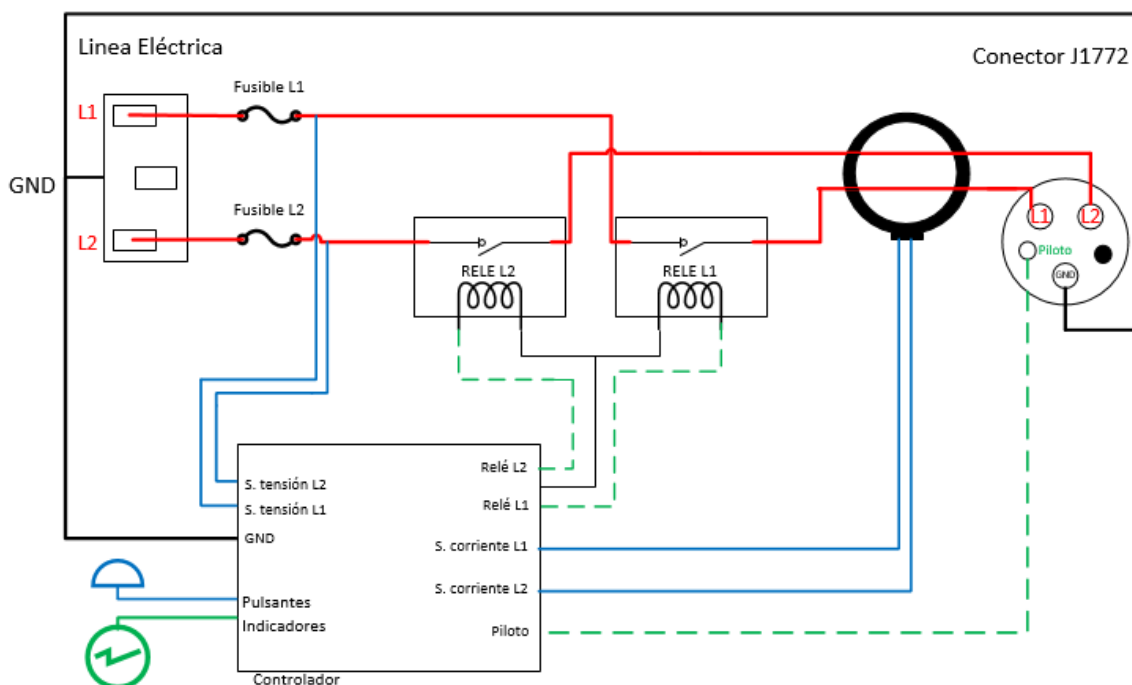 Linea Eléctrica
Conector J1772
Fusible L1
L1
GND
Fusible L2
L2
RELE L2
RELE L1
L1
L2
Piloto
GND
Relé L2
S. tensión L2
Relé L1
S. tensión L1
GND
S. corriente L1
S. corriente L2
Pulsantes
Indicadores
Piloto
Controlador